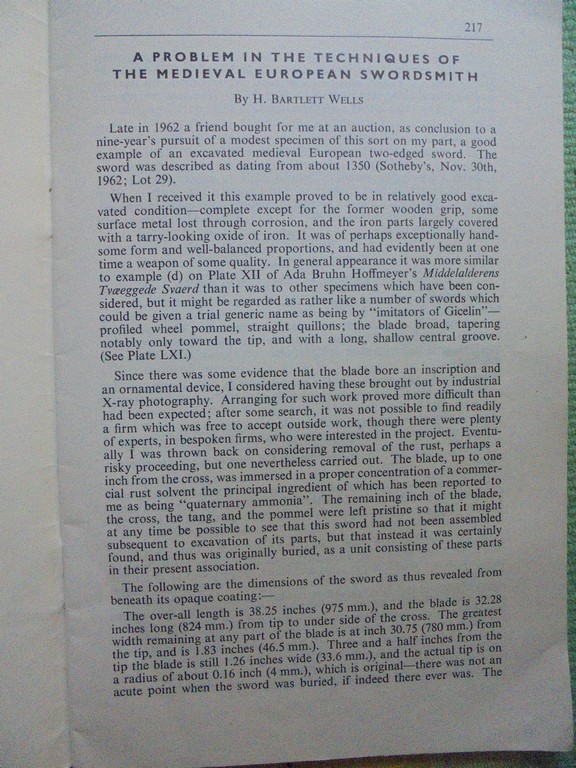 217
A PROBLEM IN THE TECHNIQUES OF
THE MEDIEVAL EUROPEAN SWORDSMITH
By H. BARTLETT WELLS
Late in 1962 a friend bought for me at an auction, as conclusion to a
nine-year's pursuit of a modest specimen of this sort on my part, a good
example of an excavated medieval European two-edged sword. The
sword was described as dating from about 1350 (Sotheby's, Nov. 30th,
1962; Lot 29).
When I received it this example proved to be in relatively good exca-
vated condition—complete except for the former wooden grip, some
surface metal lost through corrosion, and the iron parts largely covered
with a tarry-looking oxide of iron. It was of perhaps exceptionally hand-
some form and well-balanced proportions, and had evidently been at one
time a weapon of some quality. In general appearance it was more similar
to example (d) on Plate XII of Ada Bruhn Hoffmeyer's Middelalderens
Tvæeggede Svaerd than it was to other specimens which have been con-
sidered, but it might be regarded as rather like a number of swords which
could be given a trial generic name as being by “imitators of Gicelin”—
profiled wheel pommel, straight quillons; the blade broad, tapering
notably only toward the tip, and with a long, shallow central groove.
(See Plate LXI.)
Since there was some evidence that the blade bore an inscription and
an ornamental device, I considered having these brought out by industrial
X-ray photography. Arranging for such work proved more difficult than
had been expected; after some search, it was not possible to find readily
a firm which was free to accept outside work, though there were plenty
of experts, in bespoken firms, who were interested in the project. Eventu-
ally I was thrown back on considering removal of the rust, perhaps a
risky proceeding, but one nevertheless carried out. The blade, up to one
inch from the cross, was immersed in a proper concentration of a commer-
cial rust solvent the principal ingredient of which has been reported to
me as being “quaternary ammonia”. The remaining inch of the blade,
the cross, the tang, and the pommel were left pristine so that it might
at any time be possible to see that this sword had not been assembled
subsequent to excavation of its parts, but that instead it was certainly
found, and thus was originally buried, as a unit consisting of these parts
in their present association.
The following are the dimensions of the sword as thus revealed from
beneath its opaque coating:—
The over-all length is 38.25 inches (975 mm.), and the blade is 32.28
inches long (824 mm.) from tip to under side of the cross. The greatest
width remaining at any part of the blade is at inch 30.75 (780 mm.) from
the tip, and is 1.83 inches (46.5 mm.). Three and a half inches from the
tip the blade is still 1.26 inches wide (33.6 mm.), and the actual tip is on
a radius of about 0.16 inch (4 mm.), which is original—there was not an
acute point when the sword was buried, if indeed there ever was. The